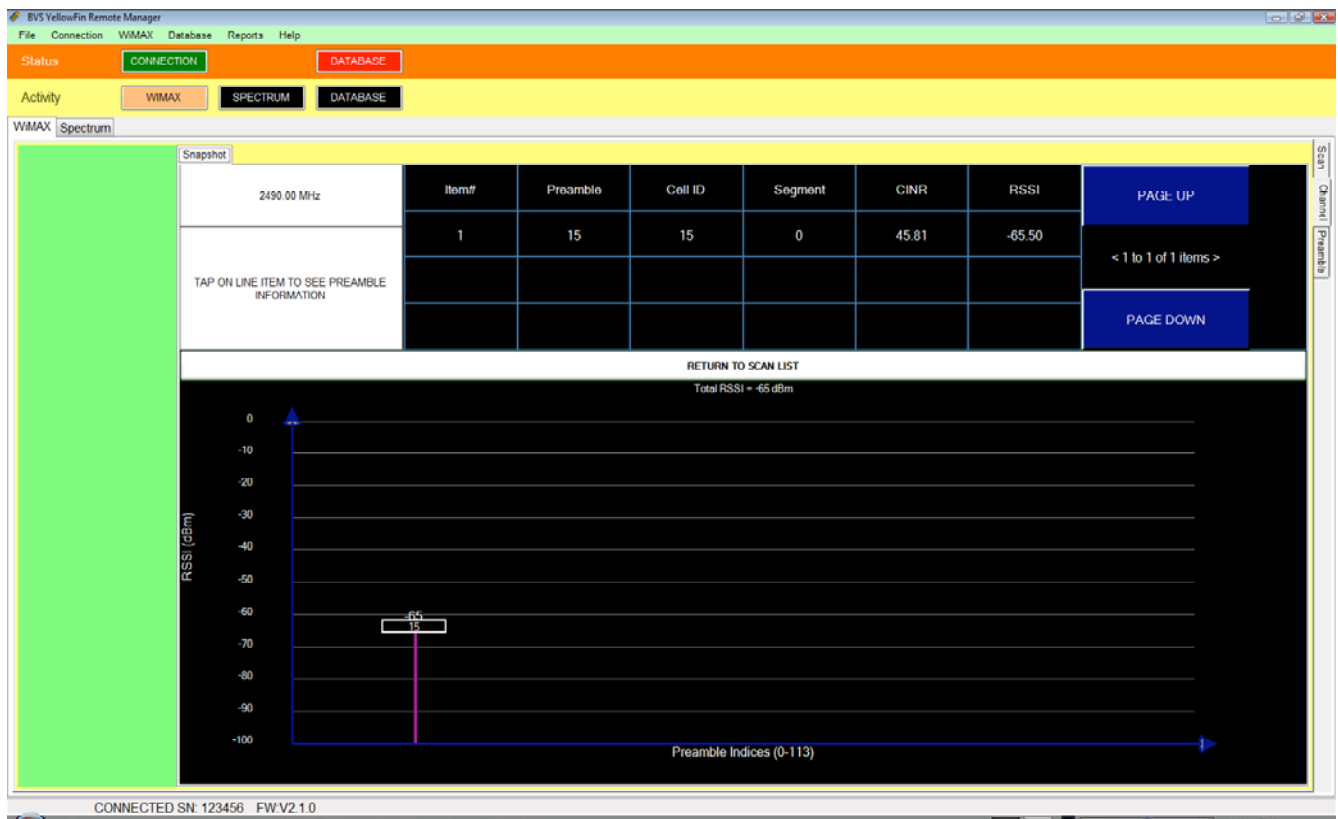 BVS YellowFin Remote Manager
File Connection WiMAX Database Reports Help
Status CONNECTION DATABASE
Activity WIMAX SPECTRUM DATABASE
WiMAX Spectrum
Snapshot
2490.00 MHz
Item# Preamble Cell ID Segment CINR RSSI
PAGE UP
1 15 15 0 45.81 -65.50
< 1 to 1 of 1 items >
TAP ON LINE ITEM TO SEE PREAMBLE
INFORMATION
PAGE DOWN
Scan
Channel
Preamble
RETURN TO SCAN LIST
Total RSSI = -65 dBm
RSSI (dBm)
0
-10
-20
-30
-40
-50
-60
-65
15
-70
-80
-90
-100
Preamble Indices (0-113)
CONNECTED SN: 123456 FW:V2.1.0